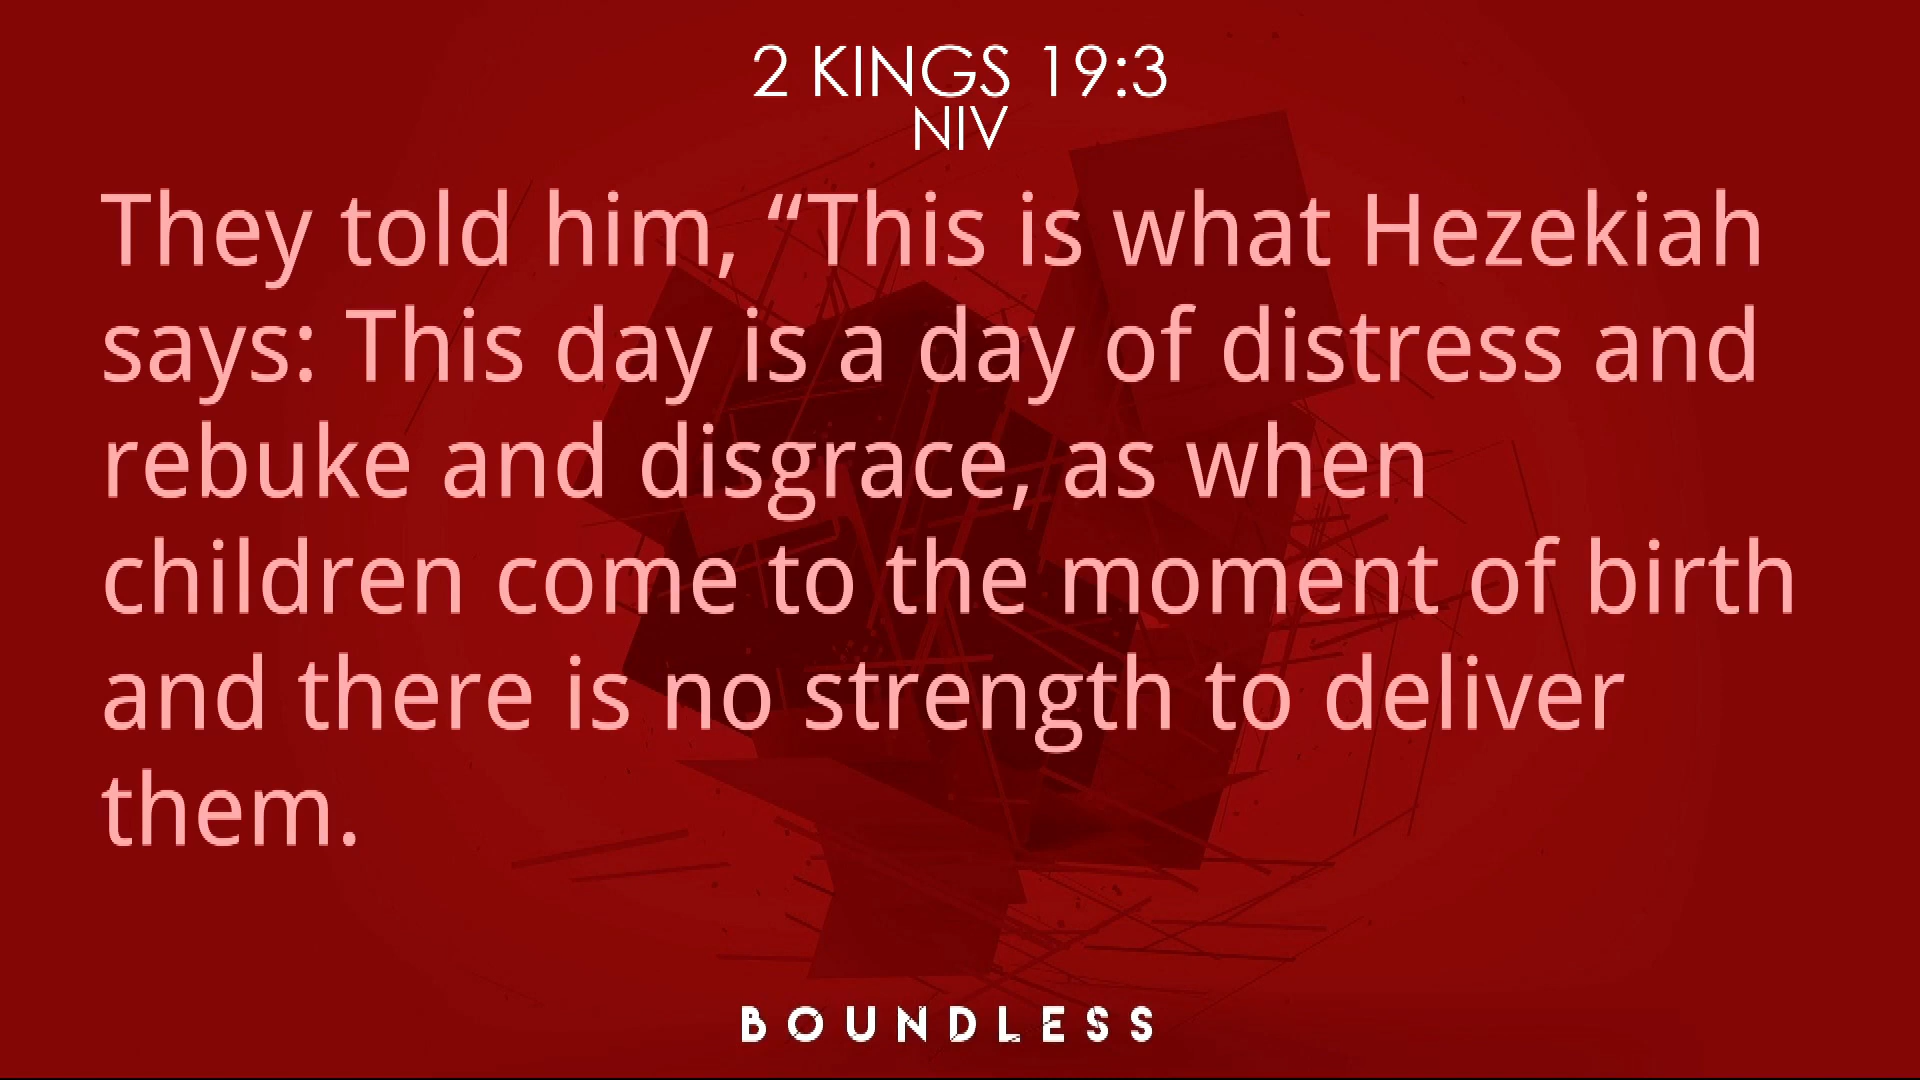 2 KINGS 19:3
NIV
They told him, “This is what Hezekiah
says: This day is a day of distress and
rebuke and disgrace, as when
children come to the moment of birth
and there is no strength to deliver
them.
BOUNDLESS